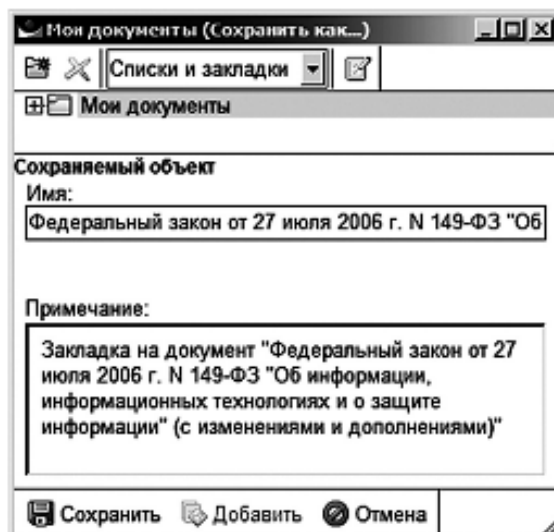 Мои документы (Сохранить как...)
Списки и закладки
Мои документы
Сохраняемый объект
Имя:
Федеральный закон от 27 июля 2006 г. N 149-ФЗ "Об
Примечание:
Закладка на документ "Федеральный закон от 27
июля 2006 г. N 149-ФЗ "Об информации,
информационных технологиях и о защите
информации" (с изменениями и дополнениями)"
Сохранить Добавить Отмена